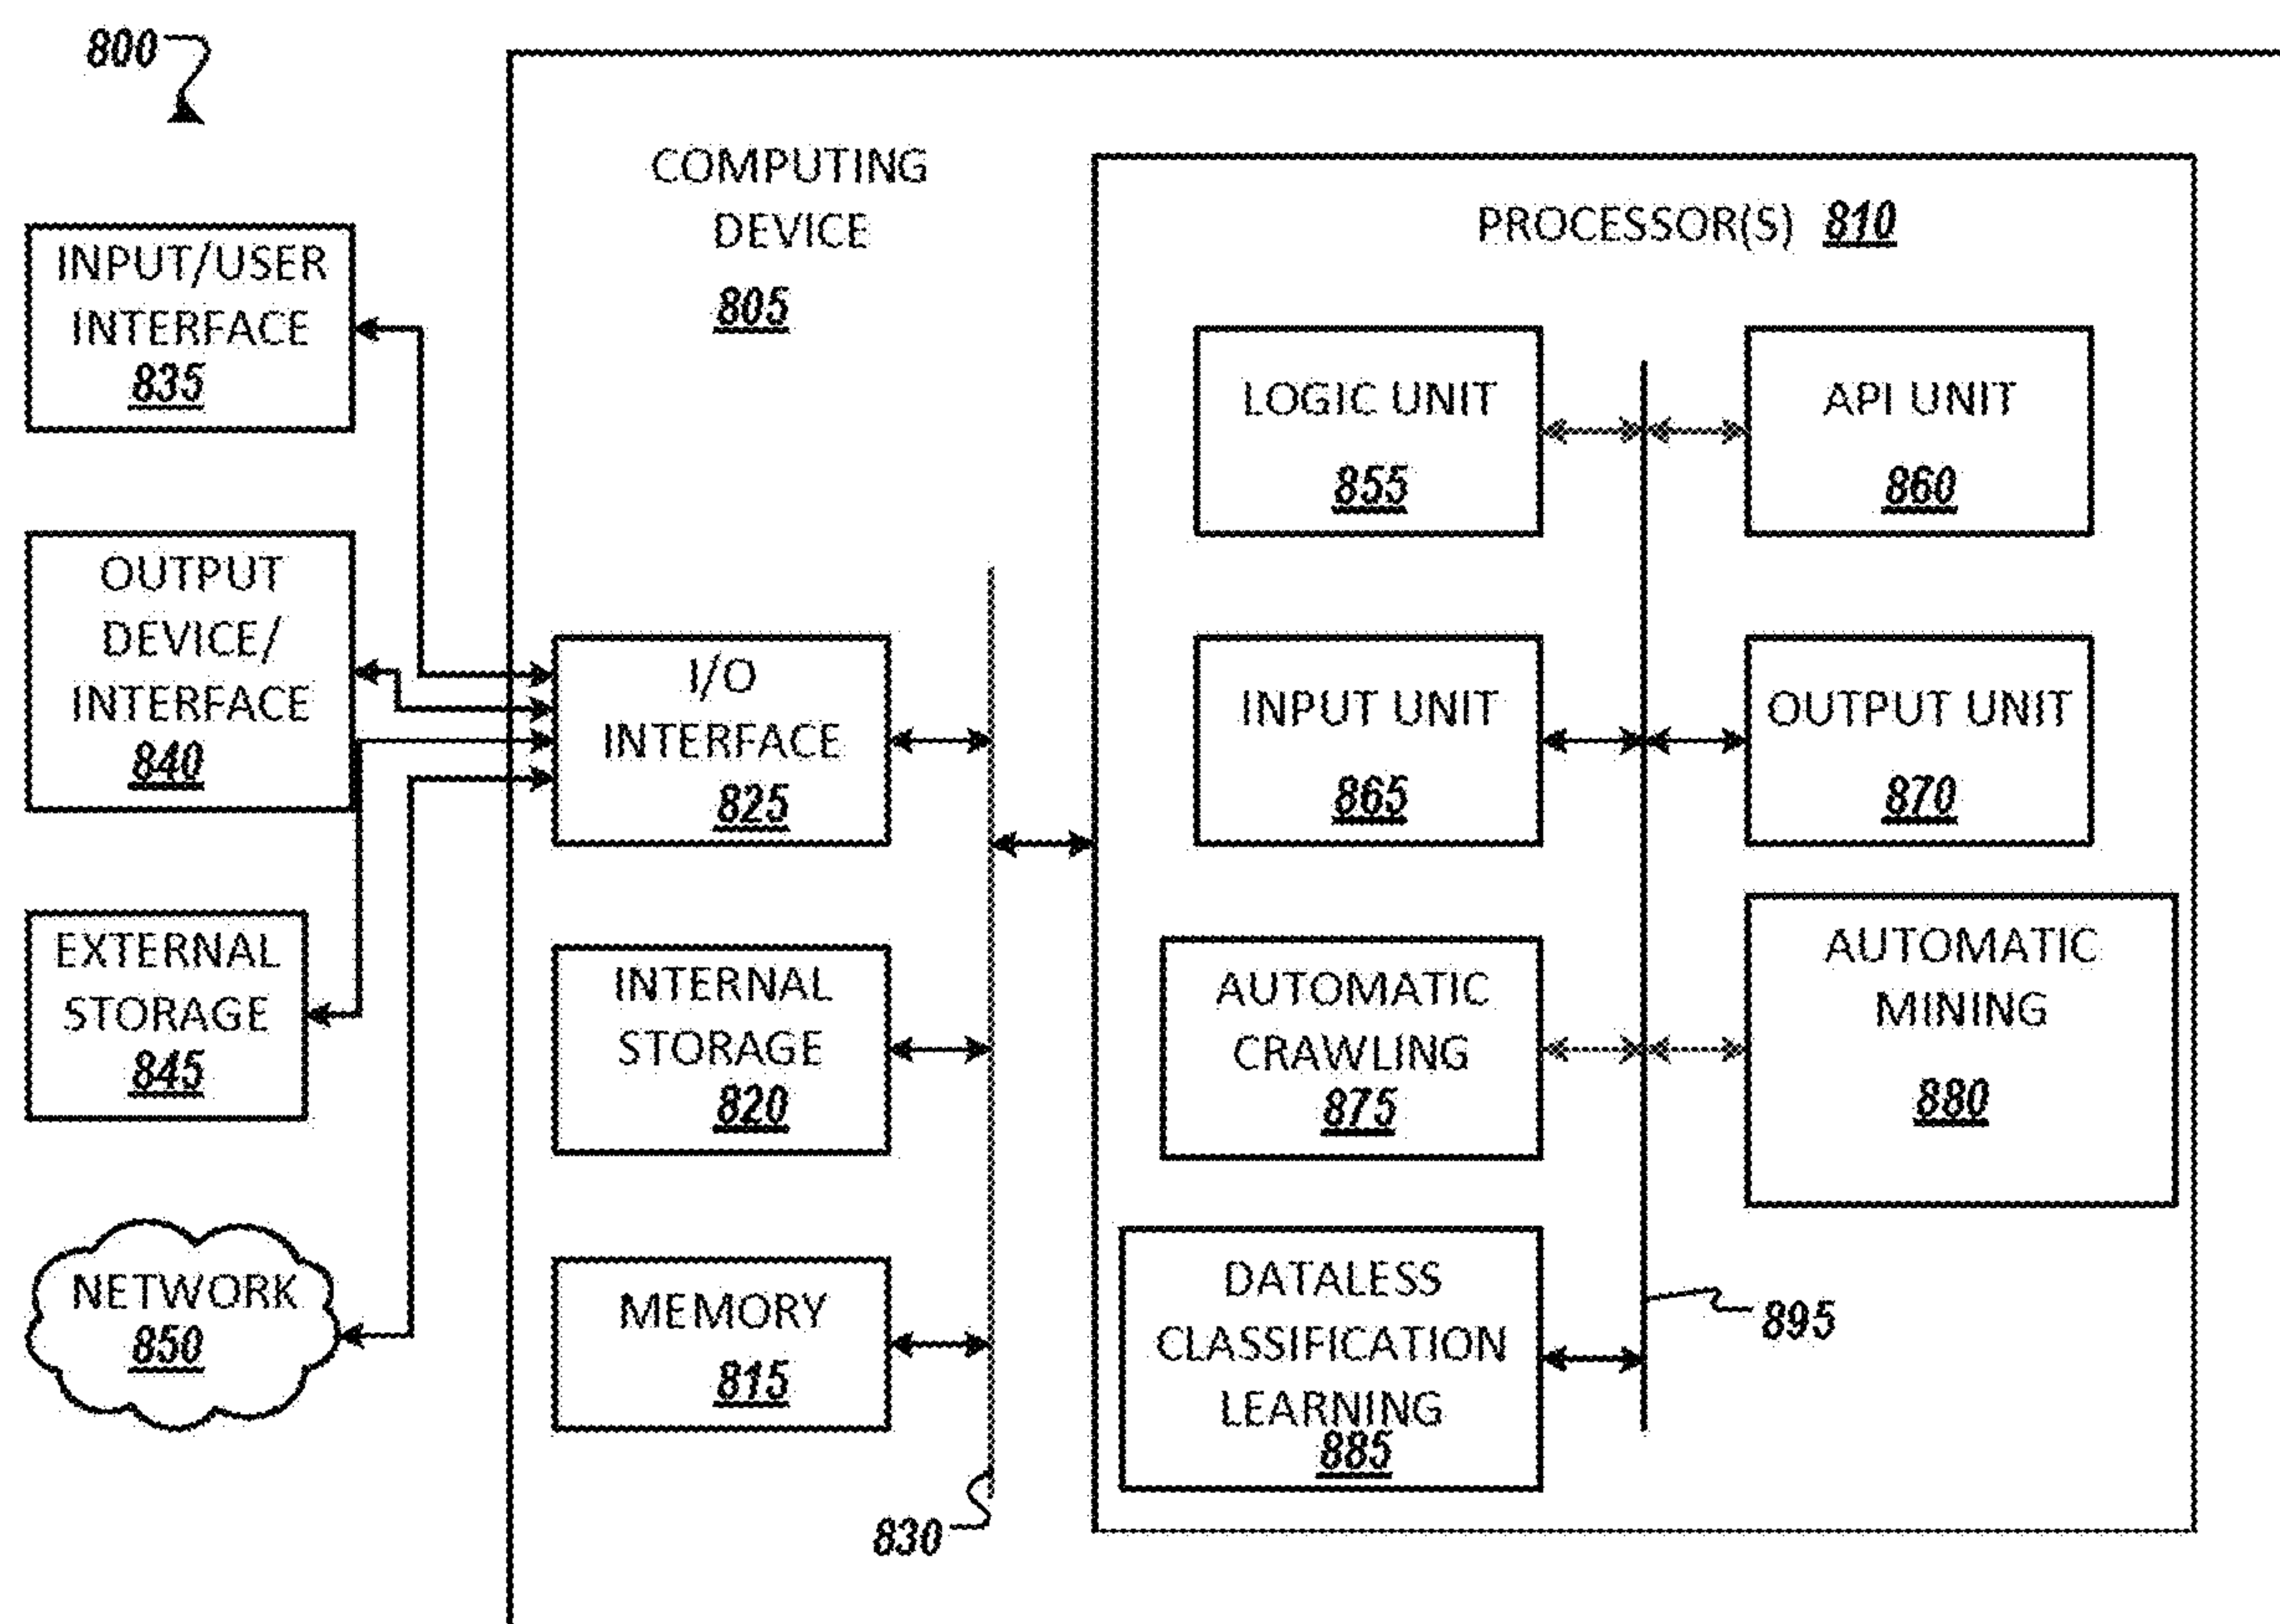 800
COMPUTING
DEVICE
805
PROCESSOR(S) 810
INPUT/USER
INTERFACE
835
OUTPUT
DEVICE/
INTERFACE
840
EXTERNAL
STORAGE
845
NETWORK
850
I/O
INTERFACE
825
INTERNAL
STORAGE
820
MEMORY
815
830
LOGIC UNIT
855
API UNIT
860
INPUT UNIT
865
OUTPUT UNIT
870
AUTOMATIC
CRAWLING
875
AUTOMATIC
MINING
880
DATALESS
CLASSIFICATION
LEARNING
885
895